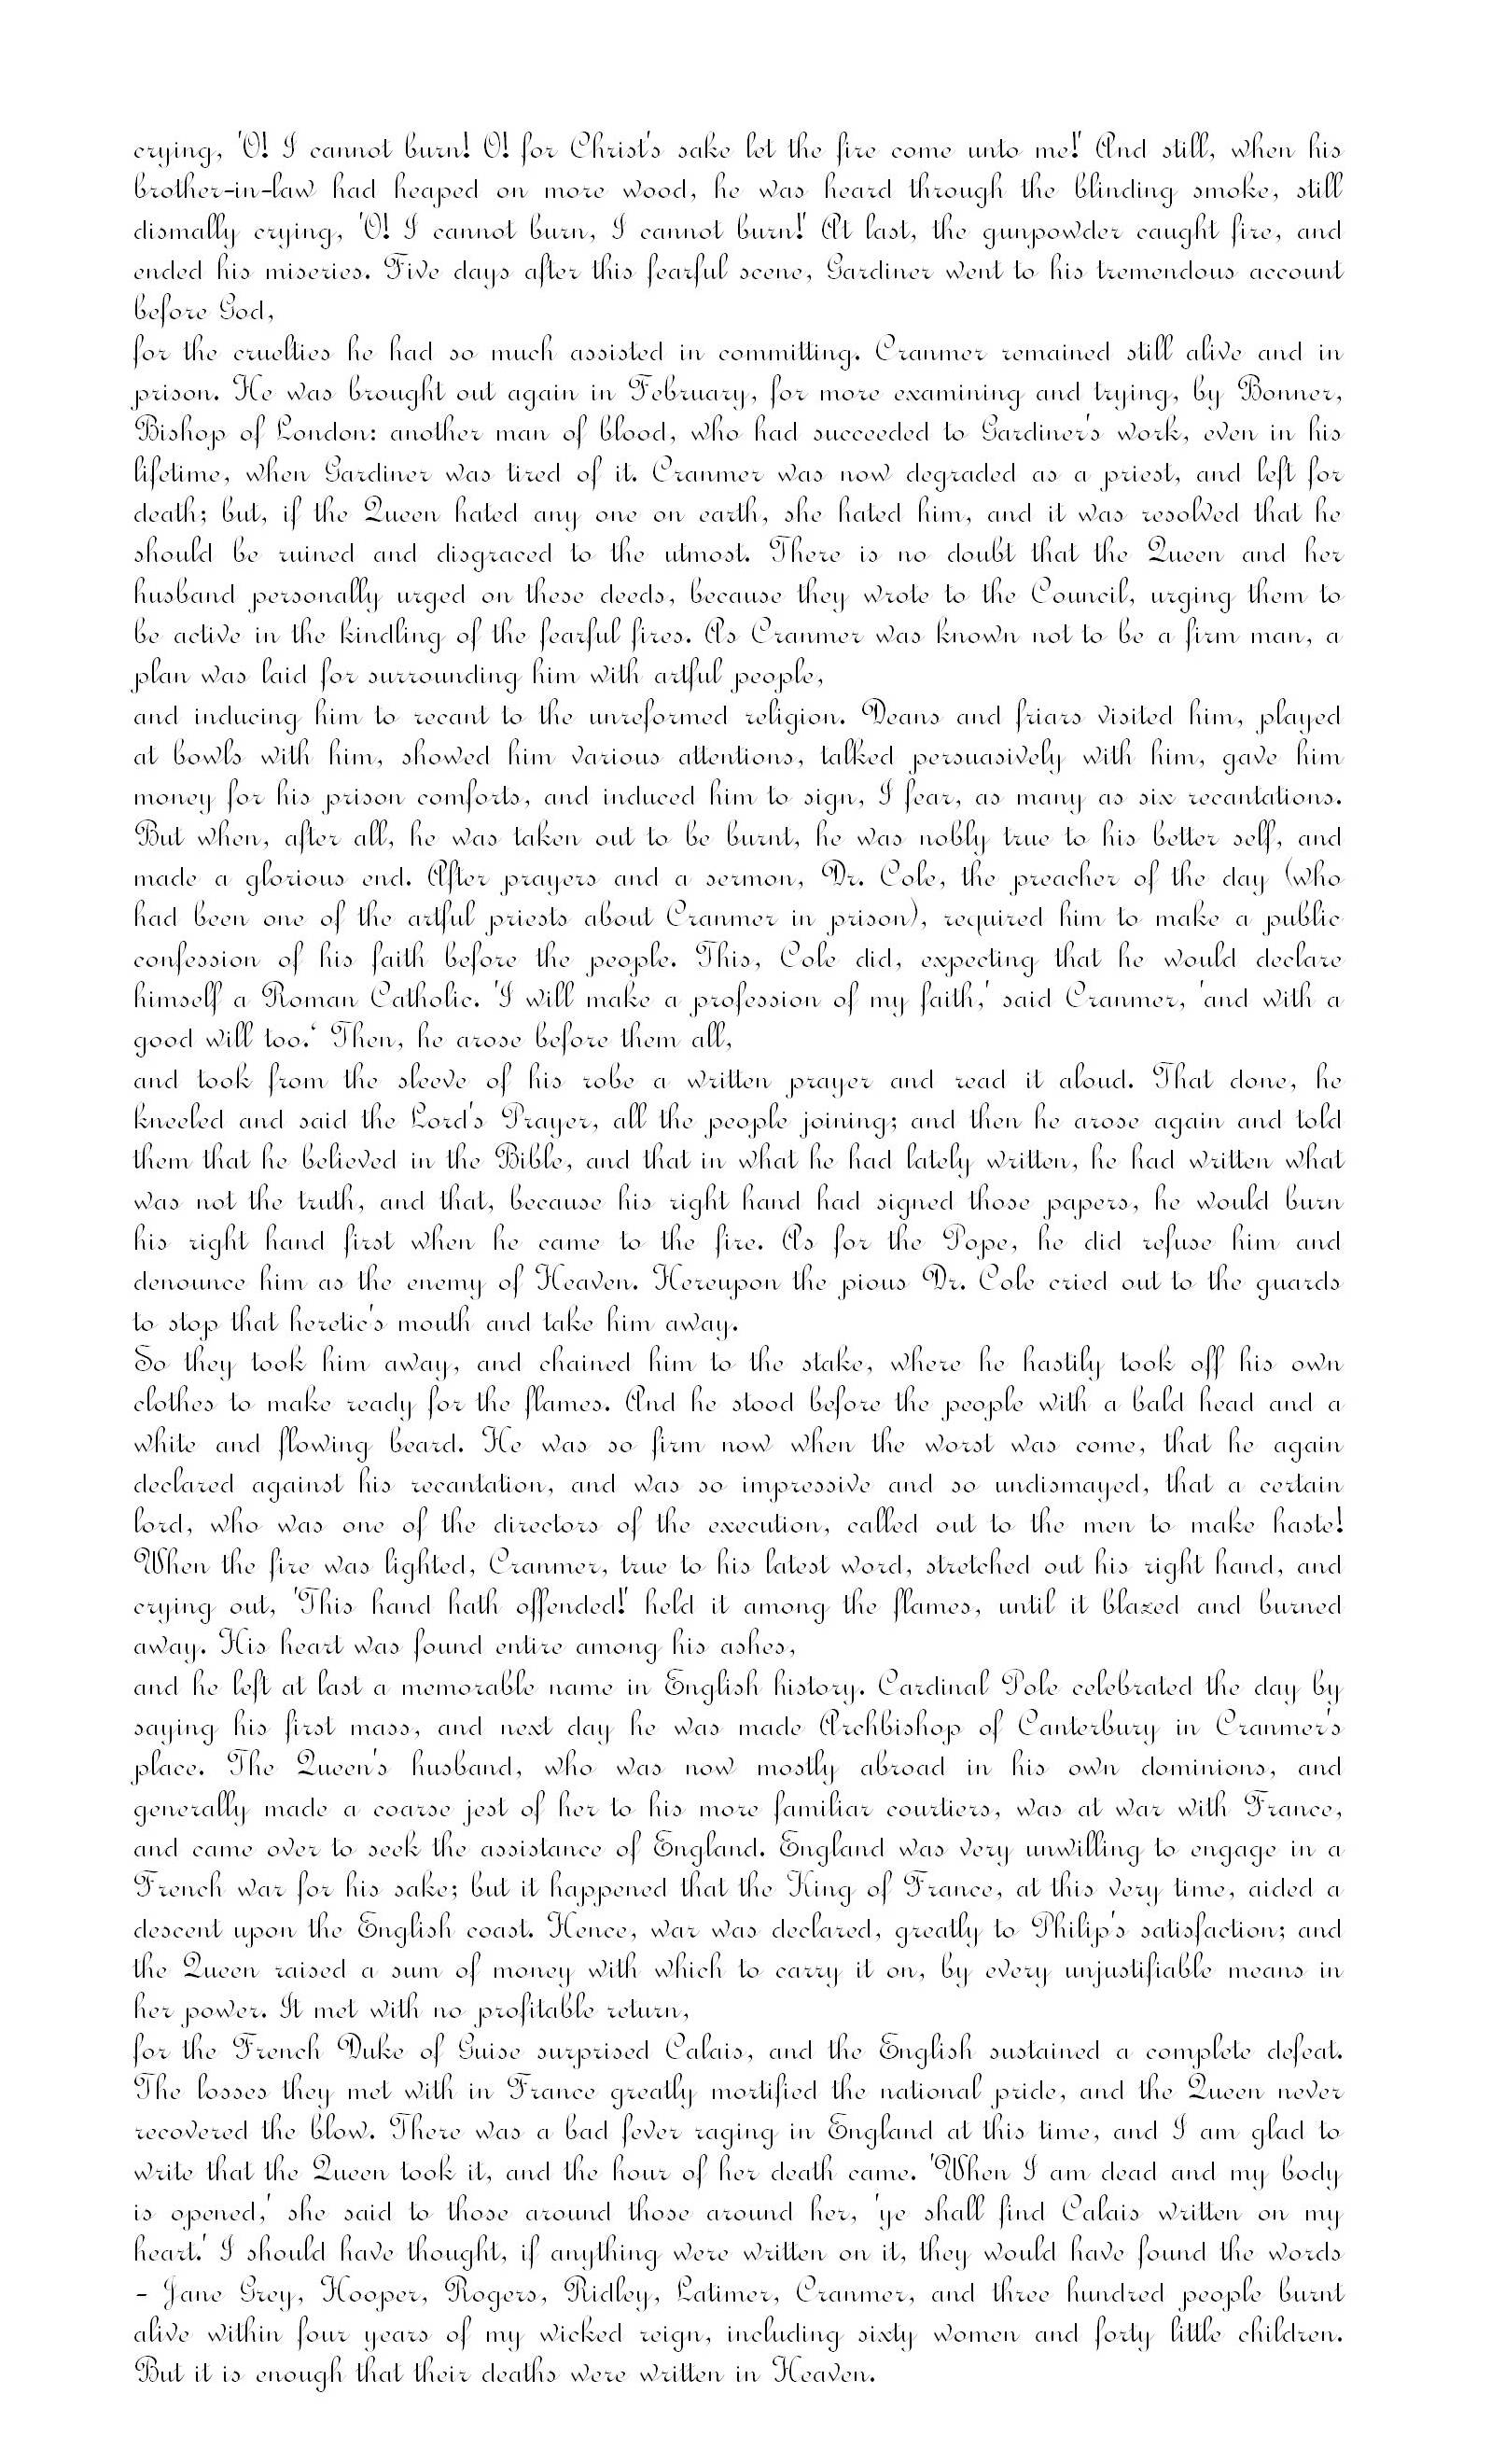 crying, 'O! I cannot burn! O! for Christ's sake let the fire come unto me!' And still, when his
brother-in-law had heaped on more wood, he was heard through the blinding smoke, still
dismally crying, 'O! I cannot burn, I cannot burn!' At last, the gunpowder caught fire, and
ended his miseries. Five days after this fearful scene, Gardiner went to his tremendous account
before God,
for the cruelties he had so much assisted in committing. Cranmer remained still alive and in
prison. He was brought out again in February, for more examining and trying, by Bonner,
Bishop of London: another man of blood, who had succeeded to Gardiner's work, even in his
lifetime, when Gardiner was tired of it. Cranmer was now degraded as a priest, and left for
death; but, if the Queen hated any one on earth, she hated him, and it was resolved that he
should be ruined and disgraced to the utmost. There is no doubt that the Queen and her
husband personally urged on these deeds, because they wrote to the Council, urging them to
be active in the kindling of the fearful fires. As Cranmer was known not to be a firm man, a
plan was laid for surrounding him with artful people,
and inducing him to recant to the unreformed religion. Deans and friars visited him, played
at bowls with him, showed him various attentions, talked persuasively with him, gave him
money for his prison comforts, and induced him to sign, I fear, as many as six recantations.
But when, after all, he was taken out to be burnt, he was nobly true to his better self, and
made a glorious end. After prayers and a sermon, Dr. Cole, the preacher of the day (who
had been one of the artful priests about Cranmer in prison), required him to make a public
confession of his faith before the people. This, Cole did, expecting that he would declare
himself a Roman Catholic. 'I will make a profession of my faith,' said Cranmer, 'and with a
good will too.‘ Then, he arose before them all,
and took from the sleeve of his robe a written prayer and read it aloud. That done, he
kneeled and said the Lord's Prayer, all the people joining; and then he arose again and told
them that he believed in the Bible, and that in what he had lately written, he had written what
was not the truth, and that, because his right hand had signed those papers, he would burn
his right hand first when he came to the fire. As for the Pope, he did refuse him and
denounce him as the enemy of Heaven. Hereupon the pious Dr. Cole cried out to the guards
to stop that heretic's mouth and take him away.
So they took him away, and chained him to the stake, where he hastily took off his own
clothes to make ready for the flames. And he stood before the people with a bald head and a
white and flowing beard. He was so firm now when the worst was come, that he again
declared against his recantation, and was so impressive and so undismayed, that a certain
lord, who was one of the directors of the execution, called out to the men to make haste!
When the fire was lighted, Cranmer, true to his latest word, stretched out his right hand, and
crying out, 'This hand hath offended!' held it among the flames, until it blazed and burned
away. His heart was found entire among his ashes,
and he left at last a memorable name in English history. Cardinal Pole celebrated the day by
saying his first mass, and next day he was made Archbishop of Canterbury in Cranmer's
place. The Queen's husband, who was now mostly abroad in his own dominions, and
generally made a coarse jest of her to his more familiar courtiers, was at war with France,
and came over to seek the assistance of England. England was very unwilling to engage in a
French war for his sake; but it happened that the King of France, at this very time, aided a
descent upon the English coast. Hence, war was declared, greatly to Philip's satisfaction; and
the Queen raised a sum of money with which to carry it on, by every unjustifiable means in
her power. It met with no profitable return,
for the French Duke of Guise surprised Calais, and the English sustained a complete defeat.
The losses they met with in France greatly mortified the national pride, and the Queen never
recovered the blow. There was a bad fever raging in England at this time, and I am glad to
write that the Queen took it, and the hour of her death came. 'When I am dead and my body
is opened,' she said to those around those around her, 'ye shall find Calais written on my
heart.' I should have thought, if anything were written on it, they would have found the words
- Jane Grey, Hooper, Rogers, Ridley, Latimer, Cranmer, and three hundred people burnt
alive within four years of my wicked reign, including sixty women and forty little children.
But it is enough that their deaths were written in Heaven.